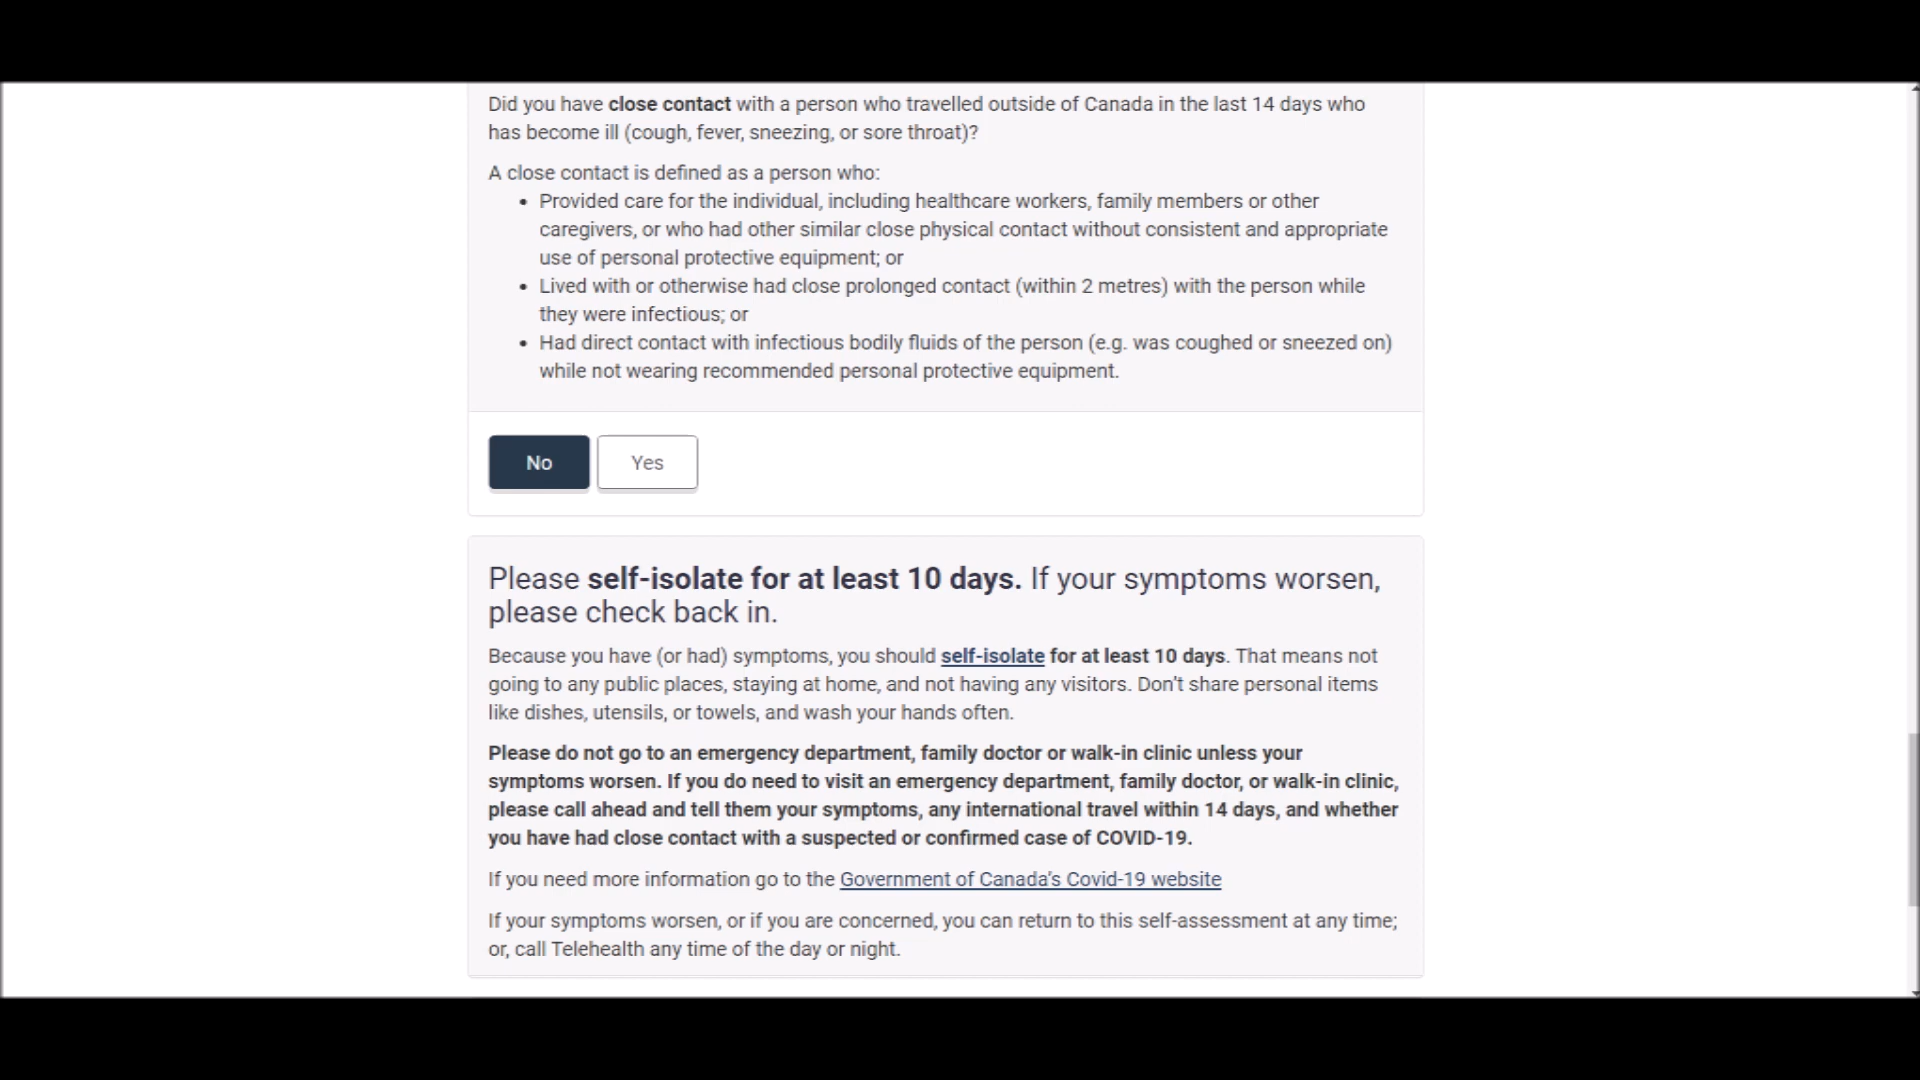 Did you have close contact with a person who travelled outside of Canada in the last 14 days who
has become ill (cough, fever, sneezing, or sore throat)?
A close contact is defined as a person who:
• Provided care for the individual, including healthcare workers, family members or other
caregivers, or who had other similar close physical contact without consistent and appropriate
use of personal protective equipment; or
• Lived with or otherwise had close prolonged contact (within 2 metres) with the person while
they were infectious; or
• Had direct contact with infectious bodily fluids of the person (e.g. was coughed or sneezed on)
while not wearing recommended personal protective equipment.
No Yes
Please self-isolate for at least 10 days. If your symptoms worsen,
please check back in.
Because you have (or had) symptoms, you should self-isolate for at least 10 days. That means not
going to any public places, staying at home, and not having any visitors. Don't share personal items
like dishes, utensils, or towels, and wash your hands often.
Please do not go to an emergency department, family doctor or walk-in clinic unless your
symptoms worsen. If you do need to visit an emergency department, family doctor, or walk-in clinic,
please call ahead and tell them your symptoms, any international travel within 14 days, and whether
you have had close contact with a suspected or confirmed case of COVID-19.
If you need more information go to the Government of Canada's Covid-19 website
If your symptoms worsen, or if you are concerned, you can return to this self-assessment at any time;
or, call Telehealth any time of the day or night.